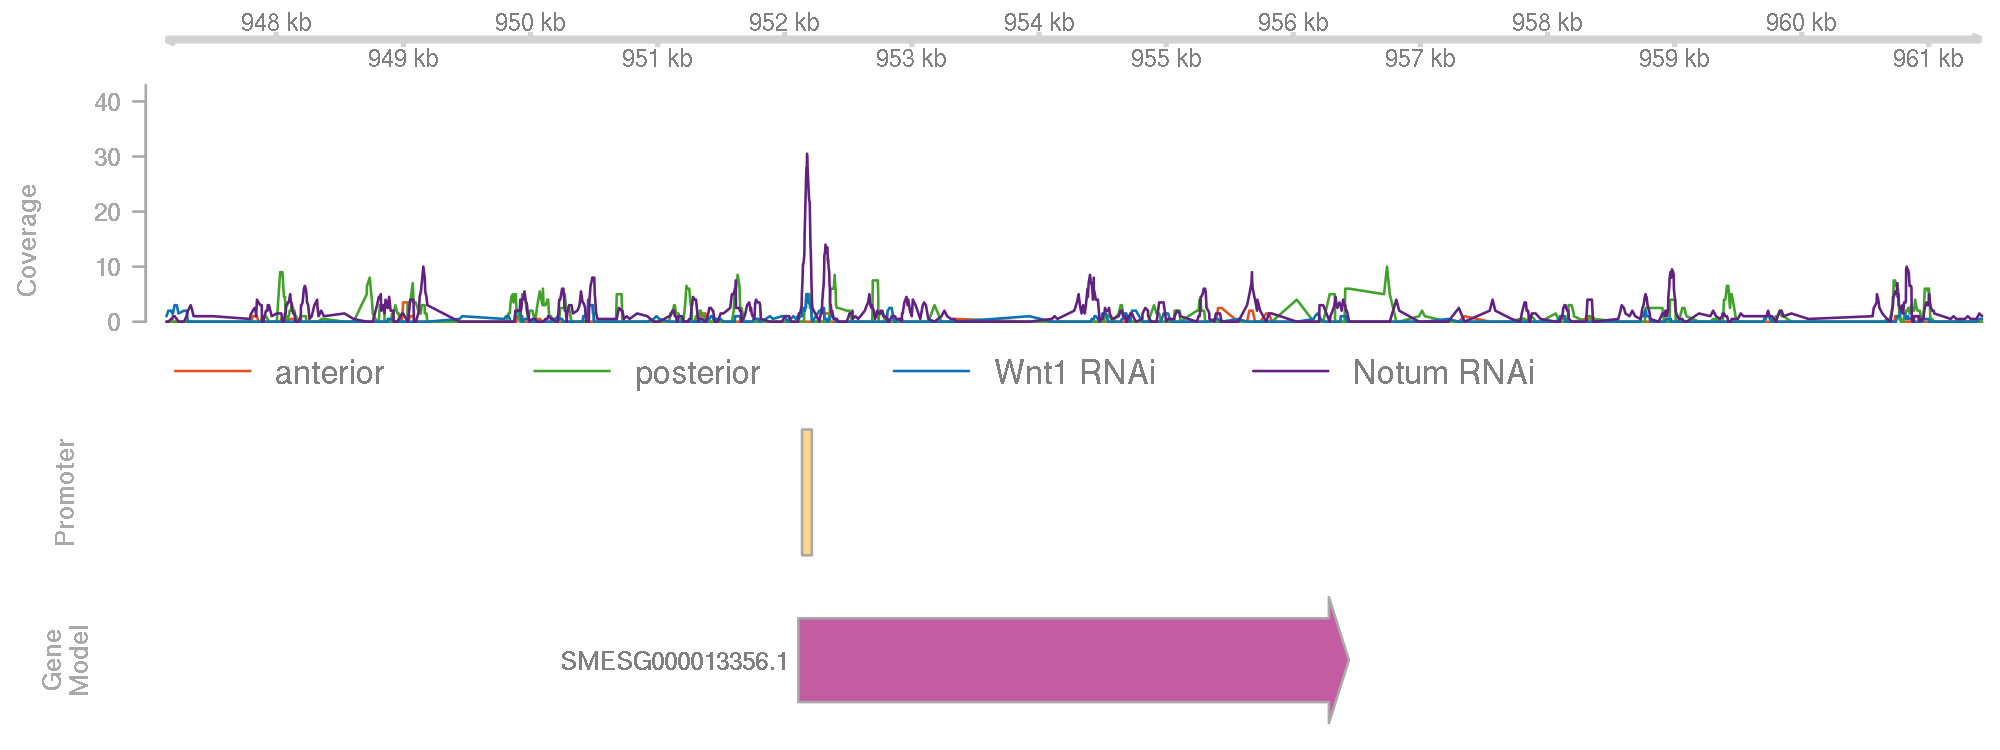 948 kb 950 kb 952 kb 954 kb 956 kb 958 kb 960 kb
949 kb 951 kb 953 kb 955 kb 957 kb 959 kb 961 kb
40
30
20
10
0
Coverage
anterior posterior Wnt1 RNAi Notum RNAi
Promoter
Gene
Model
SMESG000013356.1